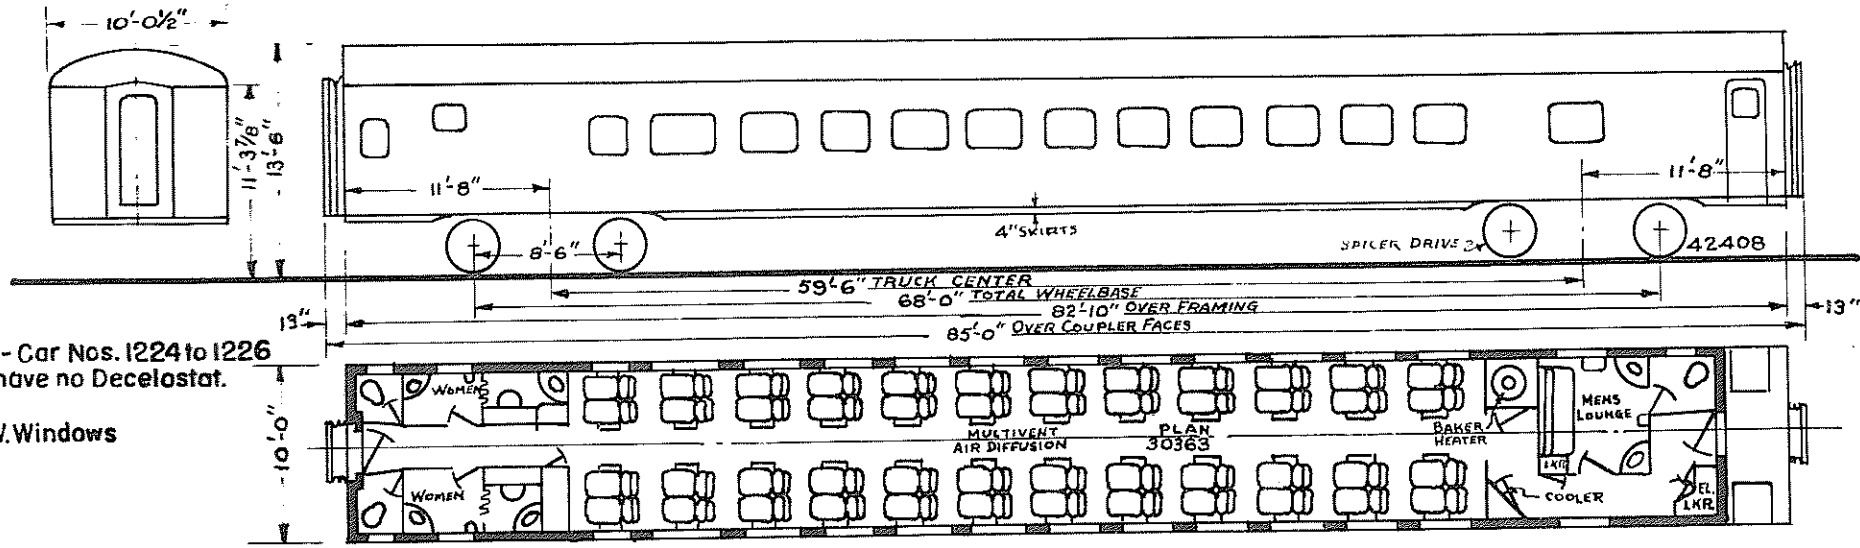 10'-0½"
11'-3⅞"
13'-6"
11'-8"
11'-8"
4" SKIRTS
8'-6"
SPICER DRIVE
42408
59'-6" TRUCK CENTER
68'-0" TOTAL WHEELBASE
82'-10" OVER FRAMING
85'-0" OVER COUPLER FACES
13"
13"
- Car Nos. 1224 to 1226
have no Decelostat.
Windows
10'-0"
WOMEN
WOMEN
MULTIVENT
AIR DIFFUSION
PLAN
30363
BAKER
HEATER
MENS
LOUNGE
LKR
COOLER
EL.
LKR.